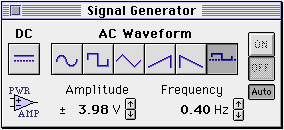 Signal Generator
DC AC Waveform
ON
OFF
Auto
PWR Amplitude Frequency
AMP ± 3.98 V 0.40 Hz